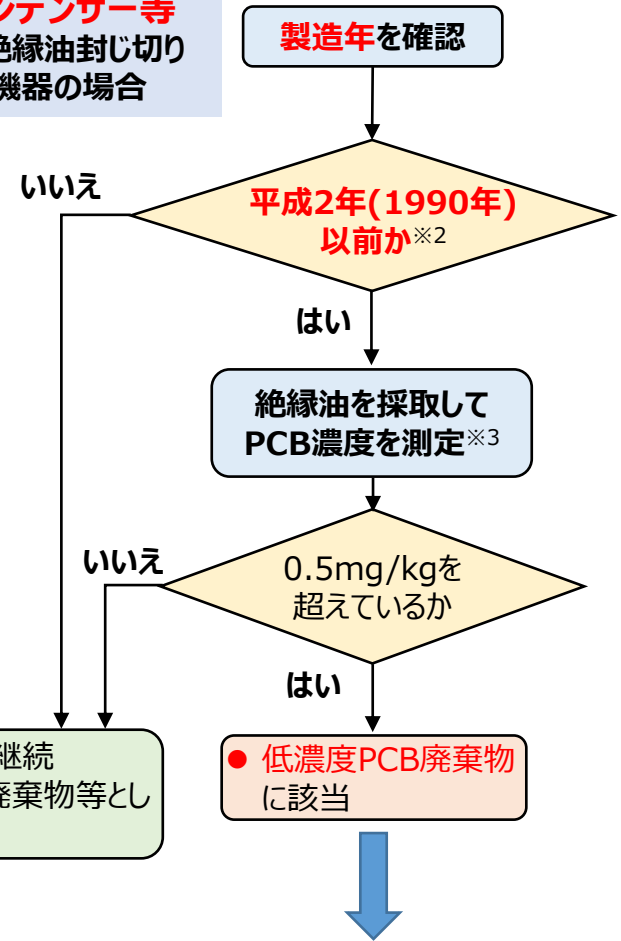 ンデンサー等
絶縁油封じ切り
機器の場合
製造年を確認
いいえ
平成2年(1990年)
以前か※2
はい
絶縁油を採取して
PCB濃度を測定※3
いいえ
0.5mg/kgを
超えているか
はい
継続
廃棄物等とし
● 低濃度PCB廃棄物
に該当